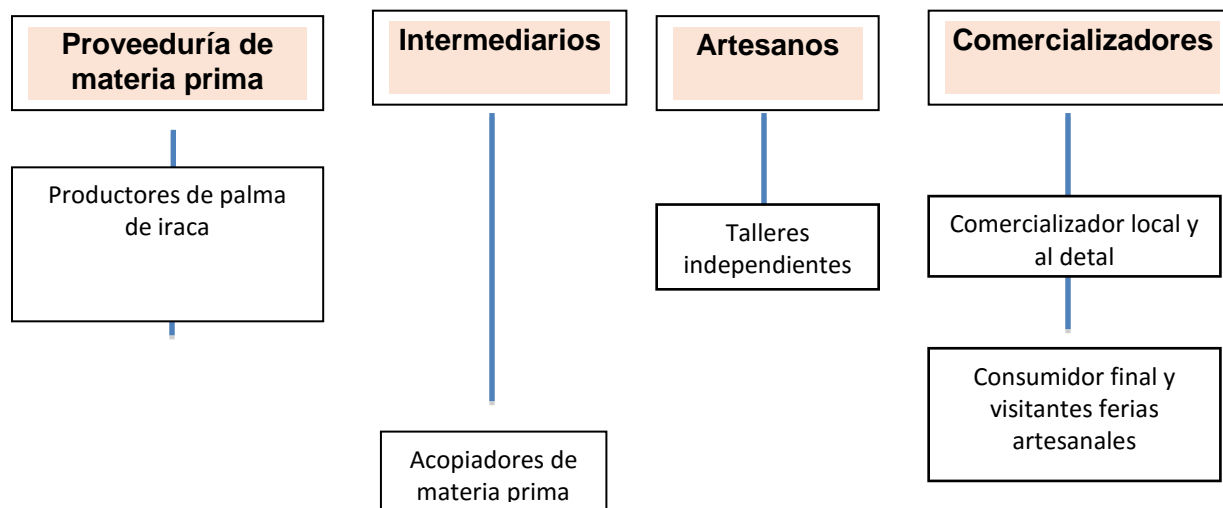 Proveeduría de
materia prima
Intermediarios
Artesanos
Comercializadores
Productores de palma
de iraca
Talleres
independientes
Comercializador local y
al detal
Consumidor final y
visitantes ferias
artesanales
Acopiadores de
materia prima